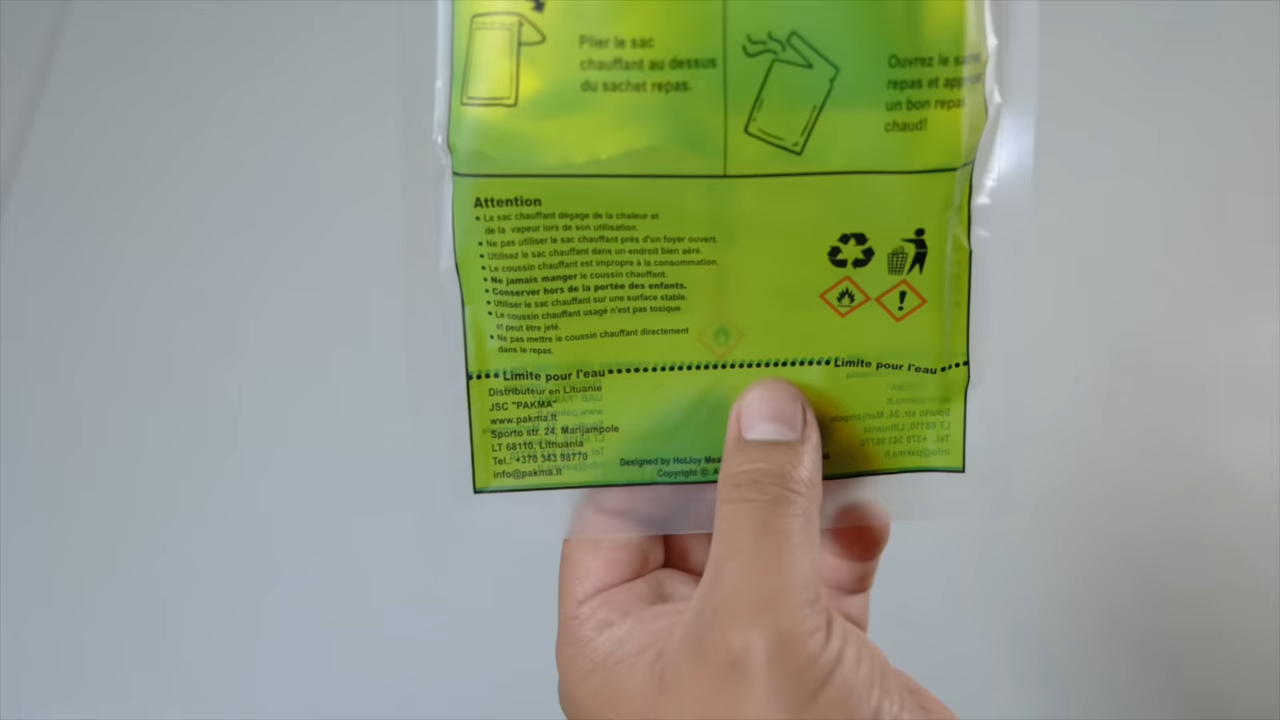 Plier le sac
chauffant au dessus
du sachet repas.
Ouvrez le
repas et
un bon repas
chaud!
Attention
• Le sac chauffant dégage de la chaleur et
de la vapeur lors de son utilisation.
• Ne pas utiliser le sac chauffant près d'un foyer ouvert.
• Utilisez le sac chauffant dans un endroit bien aéré.
• Le coussin chauffant est impropre à la consommation.
• Ne jamais manger le coussin chauffant.
• Conserver hors de la portée des enfants.
• Utiliser le sac chauffant sur une surface stable.
• Le coussin chauffant usagé n'est pas toxique
et peut être jeté.
• Ne pas mettre le coussin chauffant directement
dans le repas.
Limite pour l'eau
Limite pour l'eau
Distributeur en Lituanie
JSC "PAKMA"
www.pakma.lt
Sporto str. 24, Marijampole
LT 68110, Lithuania
Tel.: +370 343 98770
info@pakma.lt
Designed by HotJoy
Copyright ©